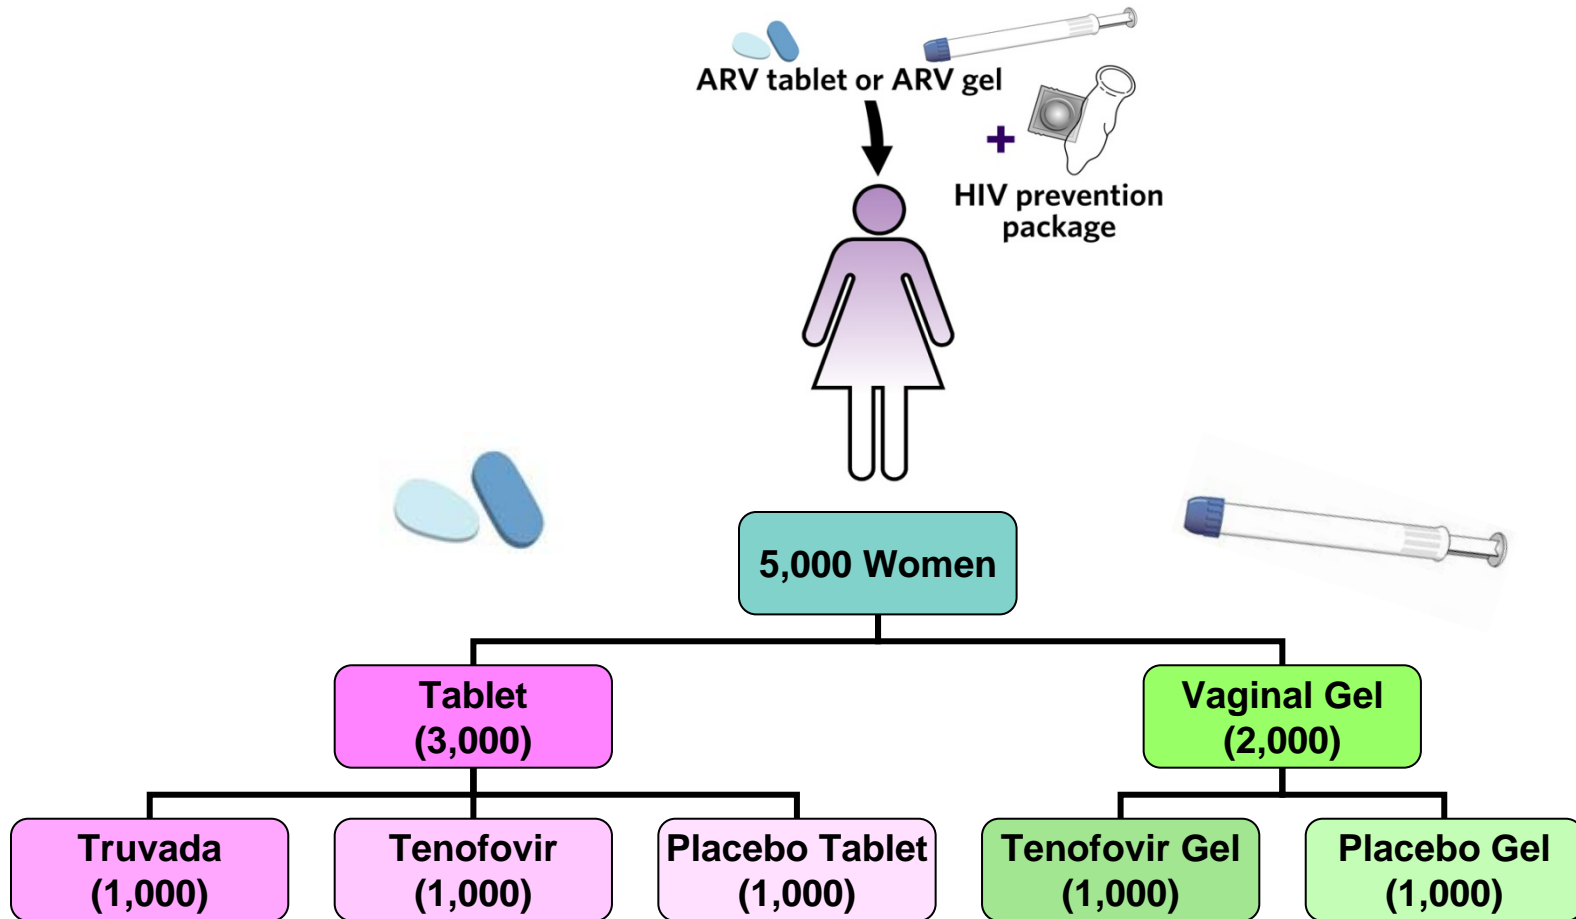 ARV tablet or ARV gel
+
HIV prevention
package
5,000 Women
Tablet
(3,000)
Vaginal Gel
(2,000)
Truvada
(1,000)
Tenofovir
(1,000)
Placebo Tablet
(1,000)
Tenofovir Gel
(1,000)
Placebo Gel
(1,000)